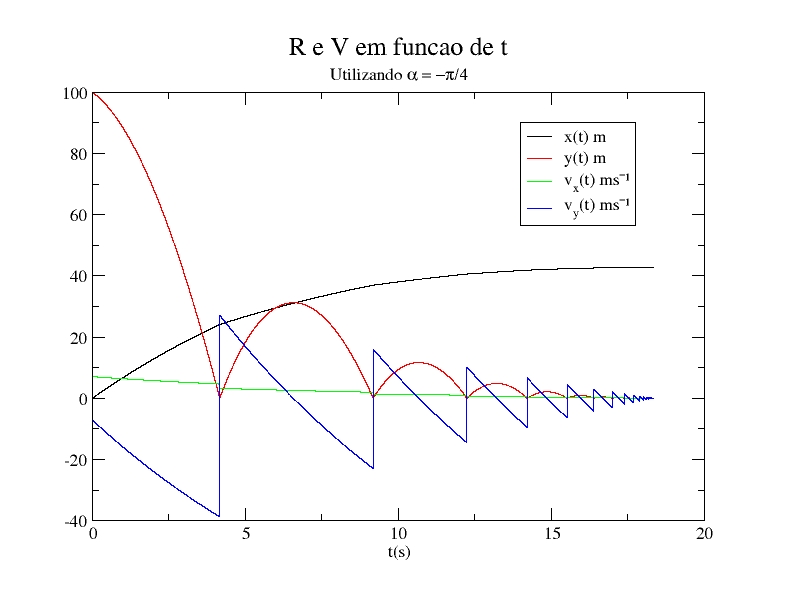 R e V em funcao de t
Utilizando α = −π/4
100
80
60
40
20
0
-20
-40
x(t) m
y(t) m
vx(t) ms⁻¹
vy(t) ms⁻¹
0 5 10 15 20
t(s)